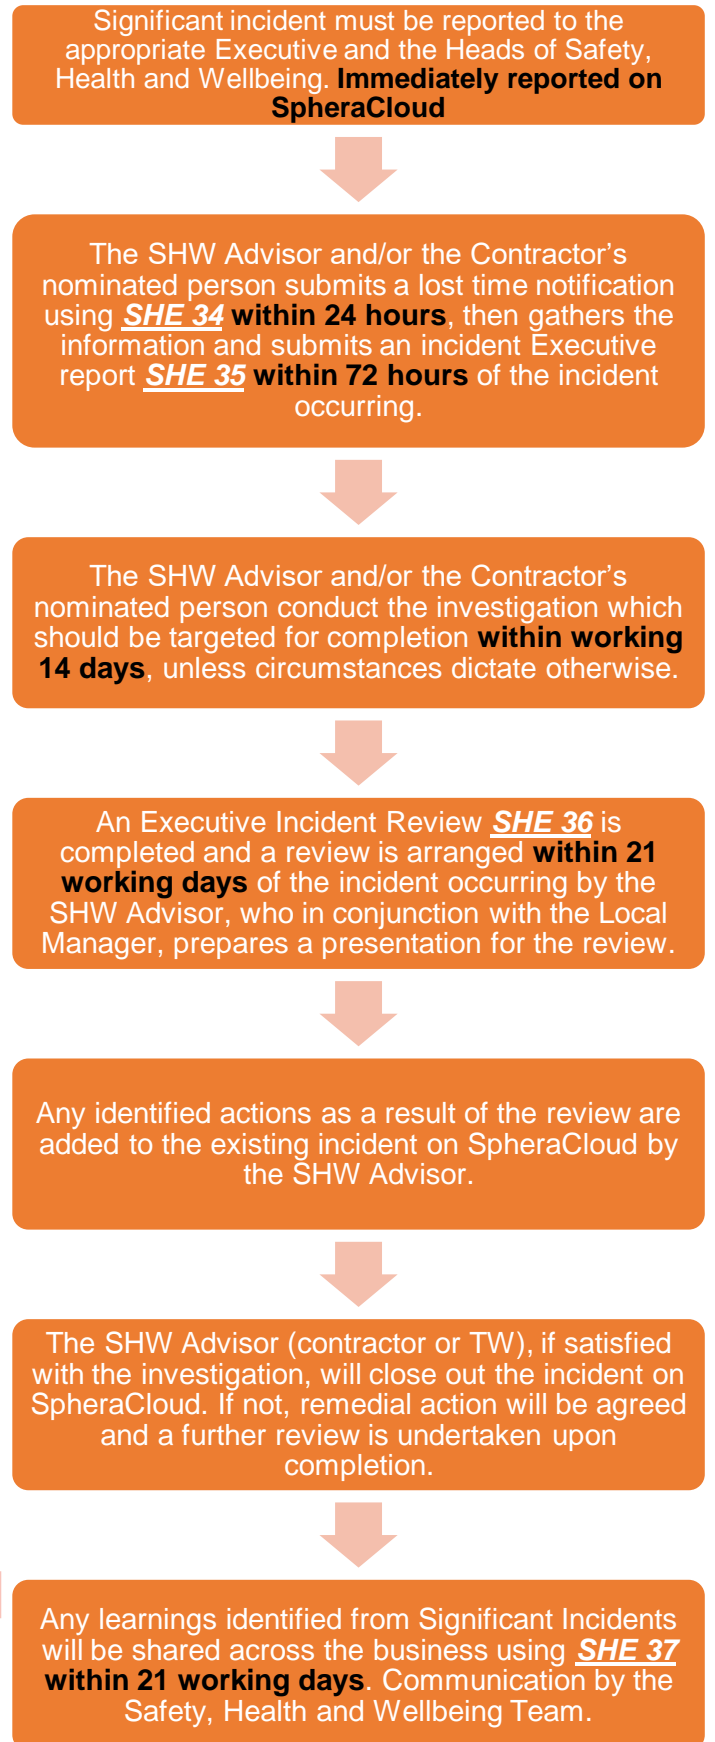 Significant incident must be reported to the
appropriate Executive and the Heads of Safety,
Health and Wellbeing. Immediately reported on
SpheraCloud
The SHW Advisor and/or the Contractor’s
nominated person submits a lost time notification
using SHE 34 within 24 hours, then gathers the
information and submits an incident Executive
report SHE 35 within 72 hours of the incident
occurring.
The SHW Advisor and/or the Contractor’s
nominated person conduct the investigation which
should be targeted for completion within working
14 days, unless circumstances dictate otherwise.
An Executive Incident Review SHE 36 is
completed and a review is arranged within 21
working days of the incident occurring by the
SHW Advisor, who in conjunction with the Local
Manager, prepares a presentation for the review.
Any identified actions as a result of the review are
added to the existing incident on SpheraCloud by
the SHW Advisor.
The SHW Advisor (contractor or TW), if satisfied
with the investigation, will close out the incident on
SpheraCloud. If not, remedial action will be agreed
and a further review is undertaken upon
completion.
Any learnings identified from Significant Incidents
will be shared across the business using SHE 37
within 21 working days. Communication by the
Safety, Health and Wellbeing Team.